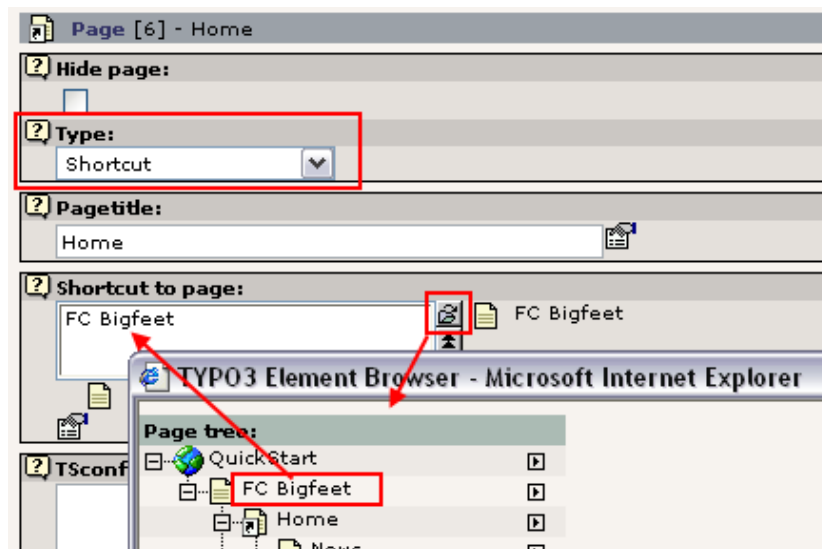 Page [6] - Home
Hide page:
Type:
Shortcut
Pagetitle:
Home
Shortcut to page:
FC Bigfeet
FC Bigfeet
TYPO3 Element Browser - Microsoft Internet Explorer
Page tree:
TSconf
QuickStart
FC Bigfeet
Home